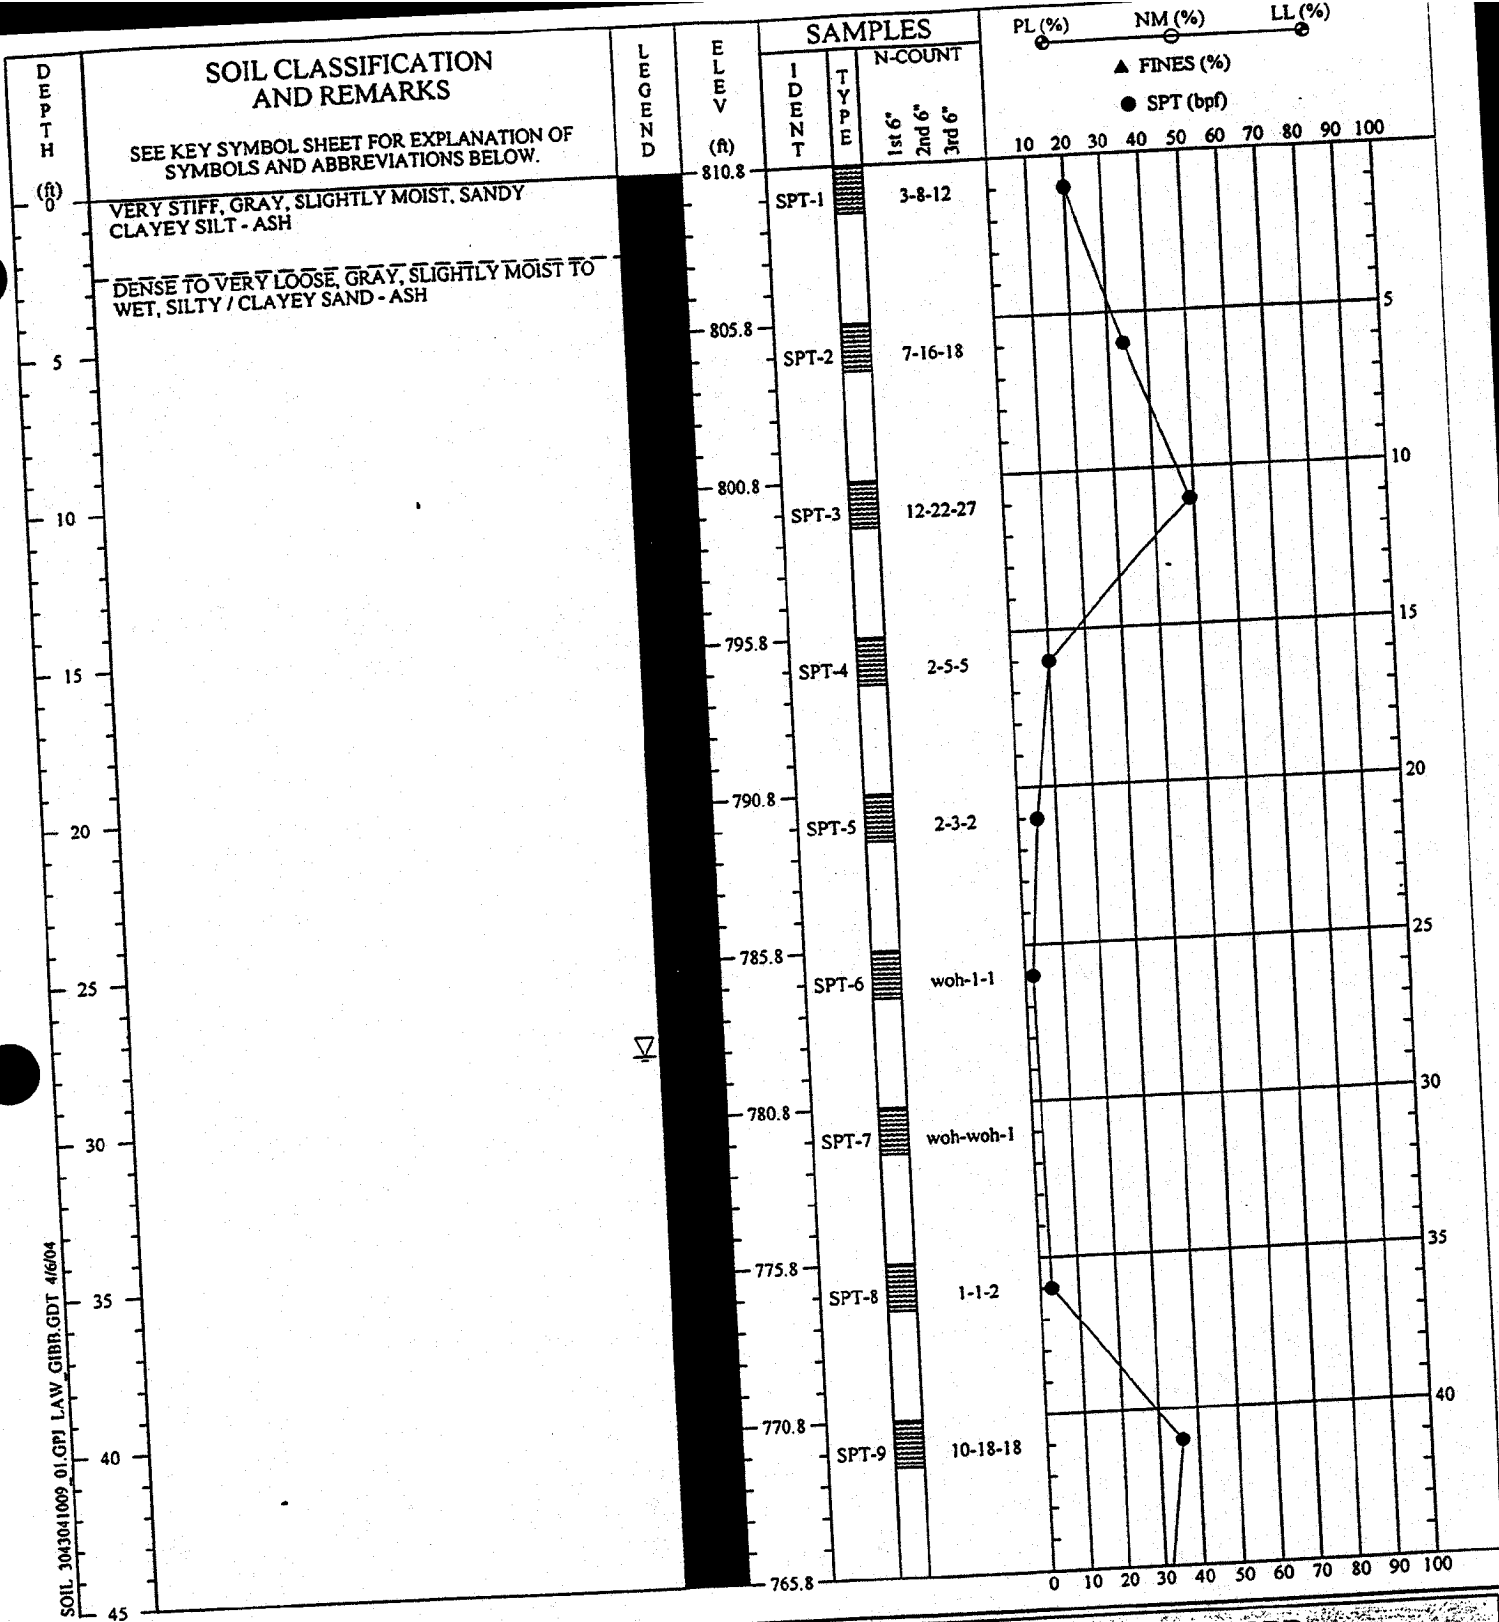 DEPTH
(ft)
SOIL CLASSIFICATION
AND REMARKS
SEE KEY SYMBOL SHEET FOR EXPLANATION OF
SYMBOLS AND ABBREVIATIONS BELOW.
LEGEND
ELEV
(ft)
SAMPLES
IDENT
TYPE
N-COUNT
1st 6"
2nd 6"
3rd 6"
PL (%) NM (%) LL (%)
▲ FINES (%)
● SPT (bpf)
10 20 30 40 50 60 70 80 90 100
0
VERY STIFF, GRAY, SLIGHTLY MOIST, SANDY
CLAYEY SILT - ASH
810.8
SPT-1 3-8-12
DENSE TO VERY LOOSE, GRAY, SLIGHTLY MOIST TO
WET, SILTY / CLAYEY SAND - ASH
5 805.8 SPT-2 7-16-18 5
10 800.8 SPT-3 12-22-27 10
15 795.8 SPT-4 2-5-5 15
20 790.8 SPT-5 2-3-2 20
25 785.8 SPT-6 woh-1-1 25
30 780.8 SPT-7 woh-woh-1 30
35 775.8 SPT-8 1-1-2 35
40 770.8 SPT-9 10-18-18 40
45 765.8
0 10 20 30 40 50 60 70 80 90 100
SOIL 3043041009_01.GPJ LAW_GIBB.GDT 4/6/04